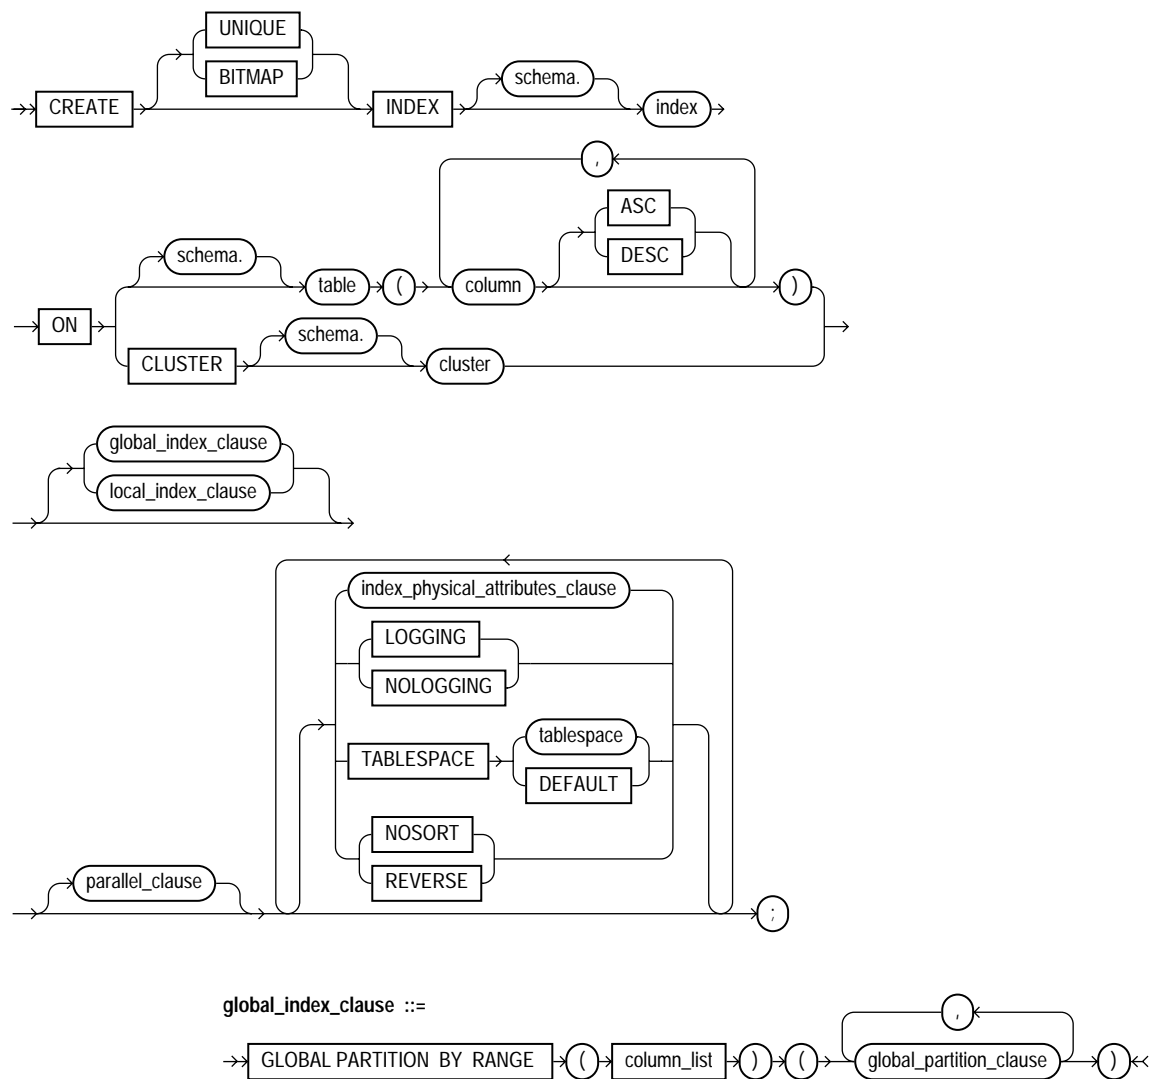 UNIQUE
BITMAP
CREATE INDEX schema. index
,
ASC
DESC
schema. table ( column )
ON
CLUSTER schema. cluster
global_index_clause
local_index_clause
index_physical_attributes_clause
LOGGING
NOLOGGING
TABLESPACE tablespace
DEFAULT
NOSORT
REVERSE
parallel_clause ;
global_index_clause ::=
,
GLOBAL PARTITION BY RANGE ( column_list ) ( global_partition_clause )